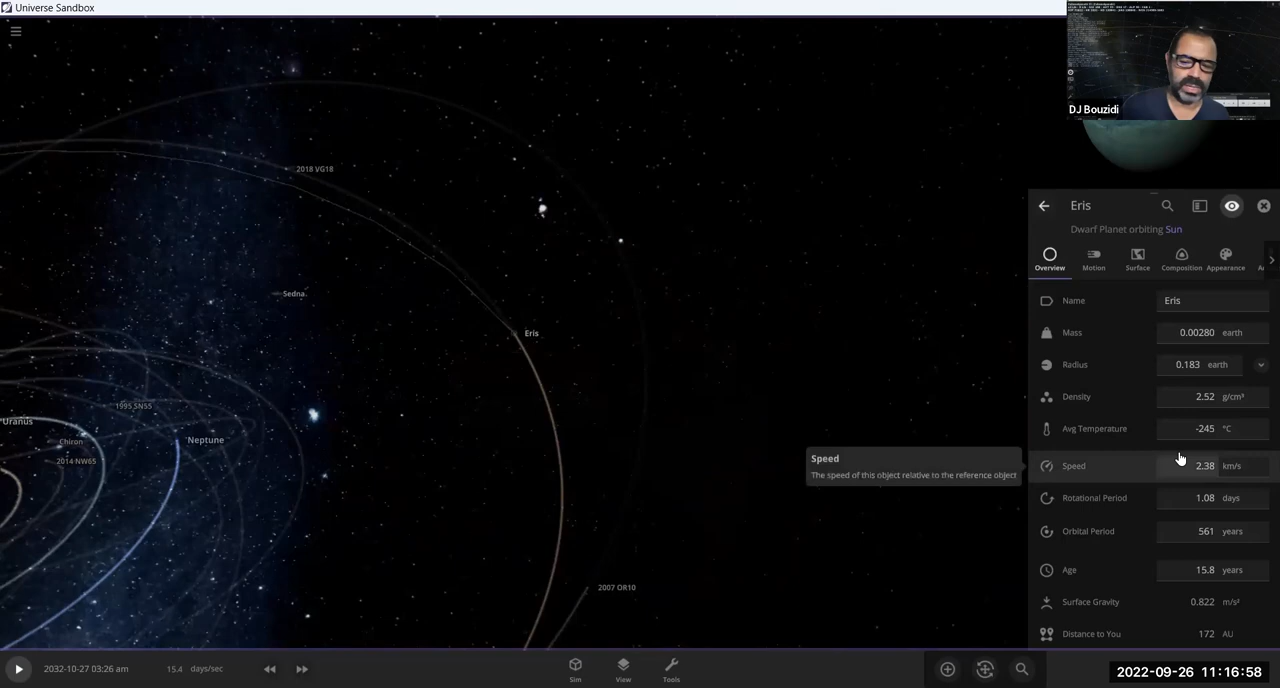 Universe Sandbox
DJ Bouzidi
2018 VG18
Sedna
Eris
1995 SN55
Uranus
Chiron
Neptune
2014 NW65
2007 OR10
Eris
Dwarf Planet orbiting Sun
Overview Motion Surface Composition Appearance
Name Eris
Mass 0.00280 earth
Radius 0.183 earth
Density 2.52 g/cm³
Avg Temperature -245 °C
Speed
The speed of this object relative to the reference object
Speed 2.38 km/s
Rotational Period 1.08 days
Orbital Period 561 years
Age 15.8 years
Surface Gravity 0.822 m/s²
Distance to You 172 AU
2032-10-27 03:26 am 15.4 days/sec
Sim View Tools
2022-09-26 11:16:58